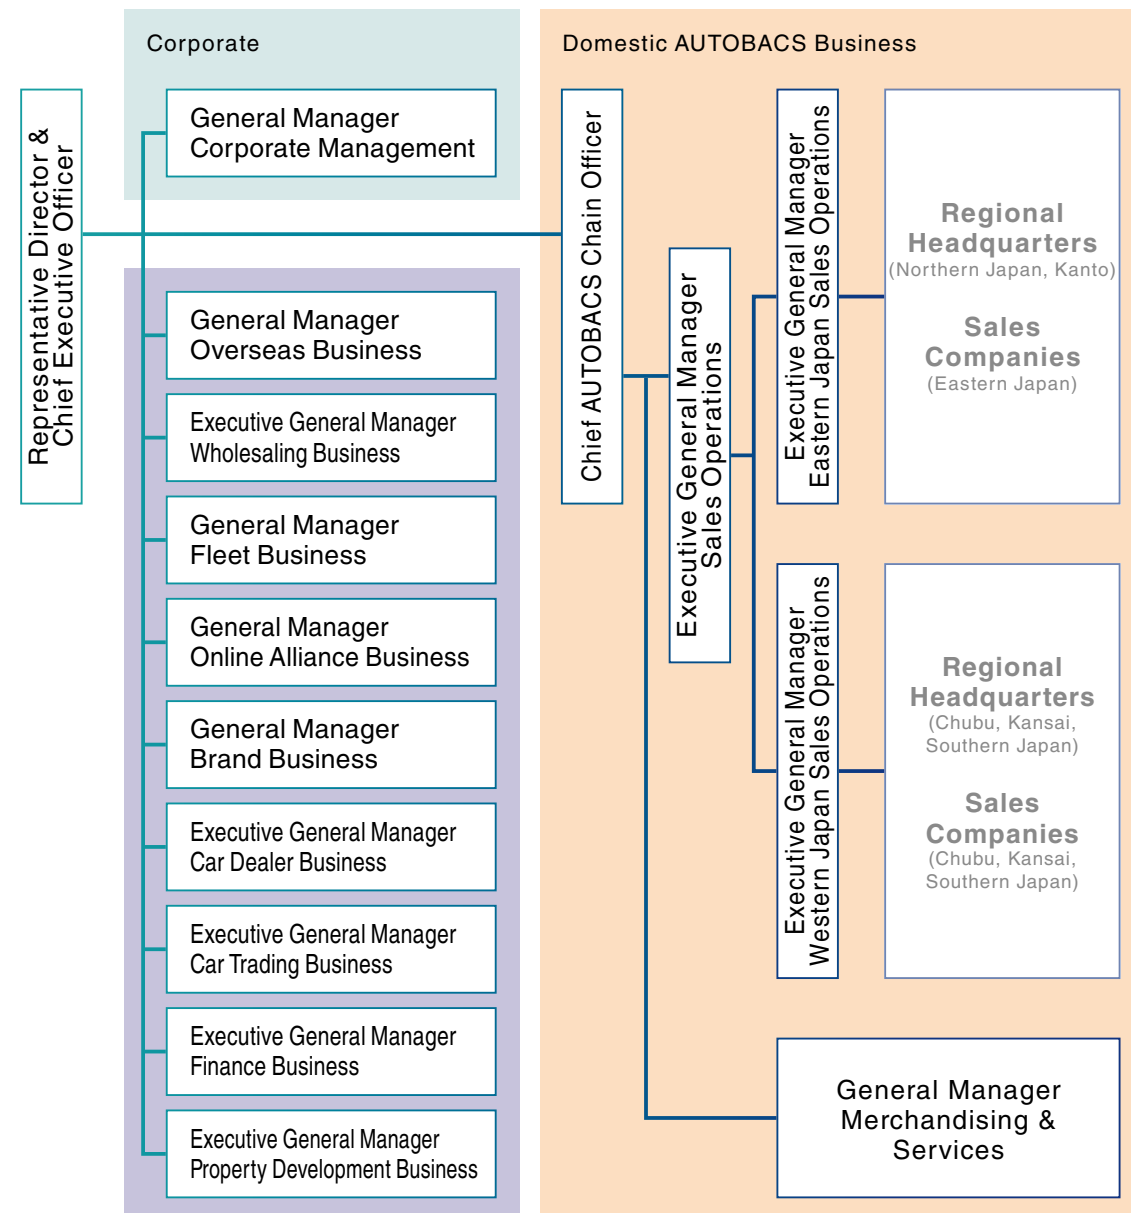 Corporate
Domestic AUTOBACS Business
Representative Director &
Chief Executive Officer
General Manager
Corporate Management
General Manager
Overseas Business
Executive General Manager
Wholesaling Business
General Manager
Fleet Business
General Manager
Online Alliance Business
General Manager
Brand Business
Executive General Manager
Car Dealer Business
Executive General Manager
Car Trading Business
Executive General Manager
Finance Business
Executive General Manager
Property Development Business
Chief AUTOBACS Chain Officer
Executive General Manager
Sales Operations
Executive General Manager
Eastern Japan Sales Operations
Regional
Headquarters
(Northern Japan, Kanto)
Sales
Companies
(Eastern Japan)
Executive General Manager
Western Japan Sales Operations
Regional
Headquarters
(Chubu, Kansai,
Southern Japan)
Sales
Companies
(Chubu, Kansai,
Southern Japan)
General Manager
Merchandising &
Services